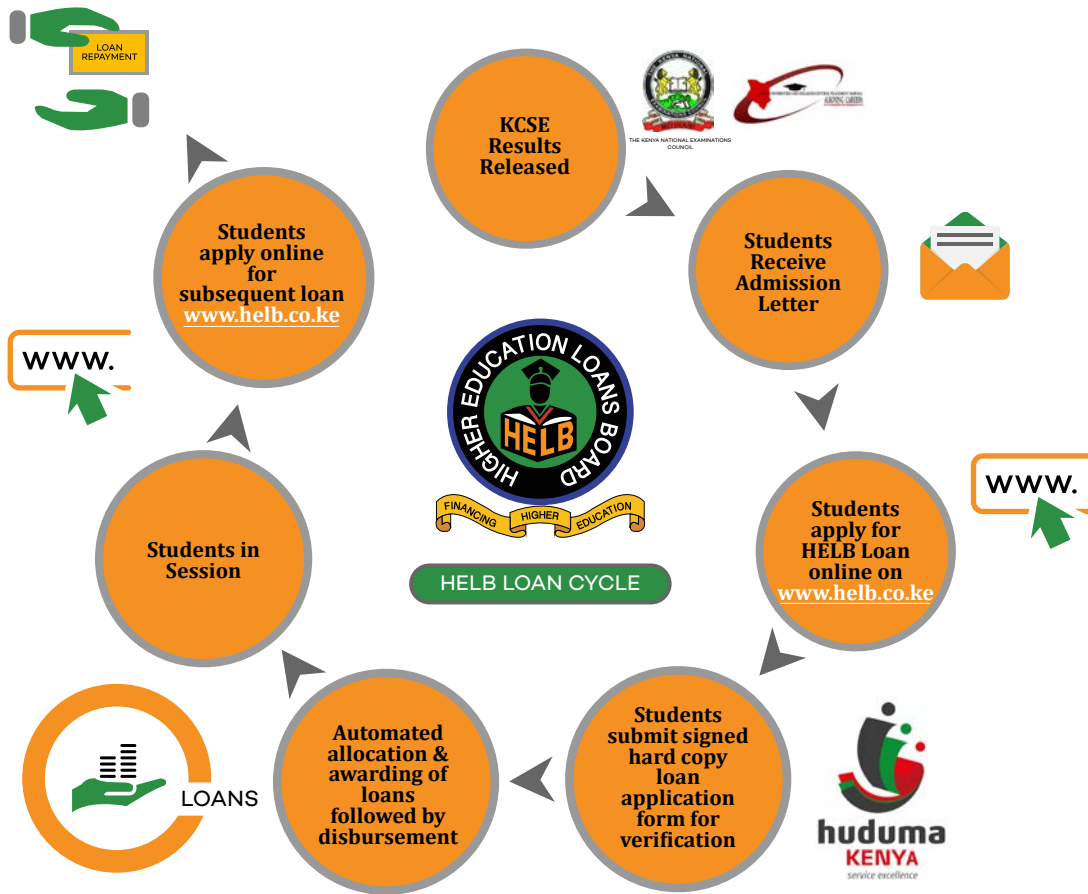 LOAN
REPAYMENT
KCSE
Results
Released
THE KENYA NATIONAL EXAMINATIONS
COUNCIL
Students
Receive
Admission
Letter
Students
apply online
for
subsequent loan
www.helb.co.ke
www.
HIGHER EDUCATION LOANS BOARD
HELB
FINANCING HIGHER EDUCATION
HELB LOAN CYCLE
www.
Students
apply for
HELB Loan
online on
www.helb.co.ke
Students in
Session
Students
submit signed
hard copy
loan
application
form for
verification
Automated
allocation &
awarding of
loans
followed by
disbursement
LOANS
huduma
KENYA
service excellence